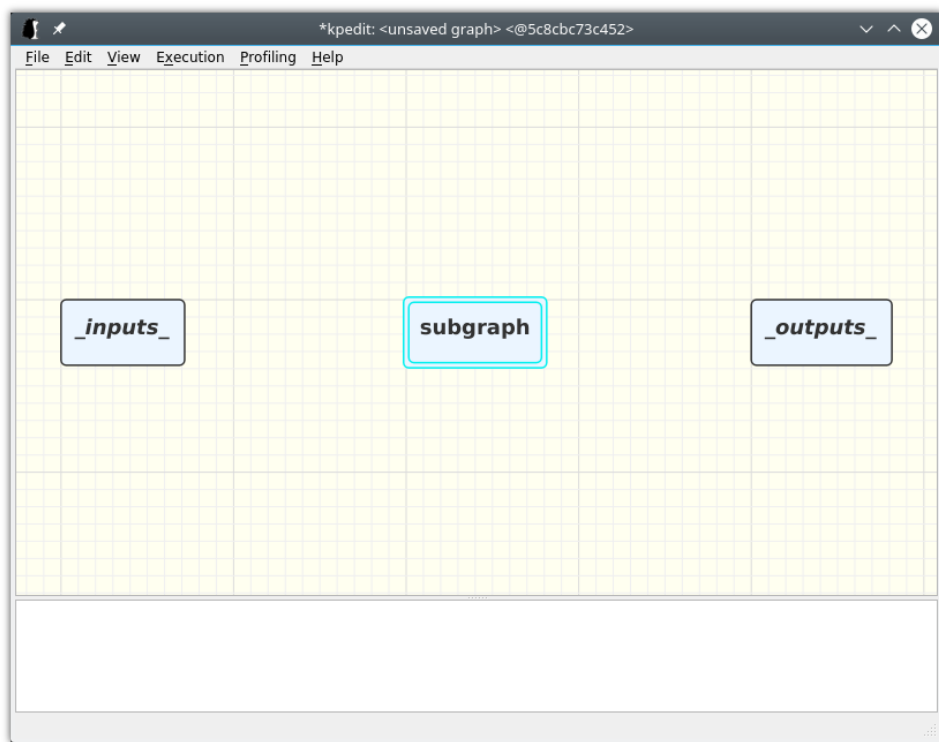 *kpedit: <unsaved graph> <@5c8cbc73c452>
File Edit View Execution Profiling Help
_inputs_ subgraph _outputs_